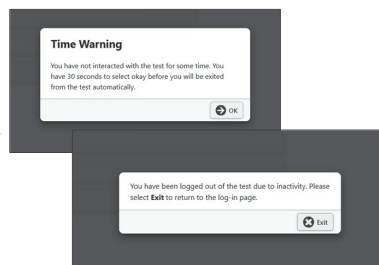 Time Warning
You have not interacted with the test for some time. You
have 30 seconds to select okay before you will be exited
from the test automatically.
OK
You have been logged out of the test due to inactivity. Please
select Exit to return to the log-in page.
Exit